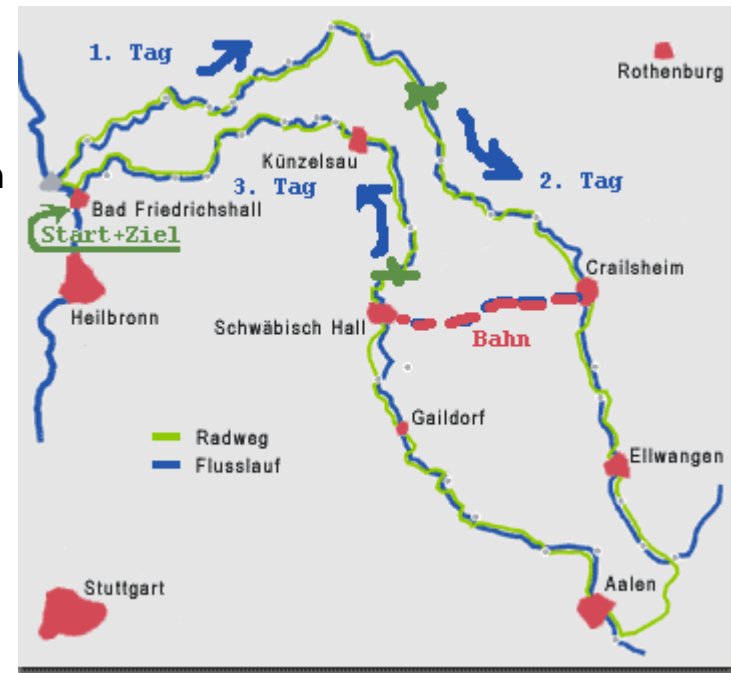 1. Tag
Rothenburg
n
Künzelsau
3. Tag
2. Tag
Bad Friedrichshall
Start+Ziel
Crailsheim
Heilbronn
Schwäbisch Hall
Bahn
Gaildorf
Radweg
Flusslauf
Ellwangen
Stuttgart
Aalen